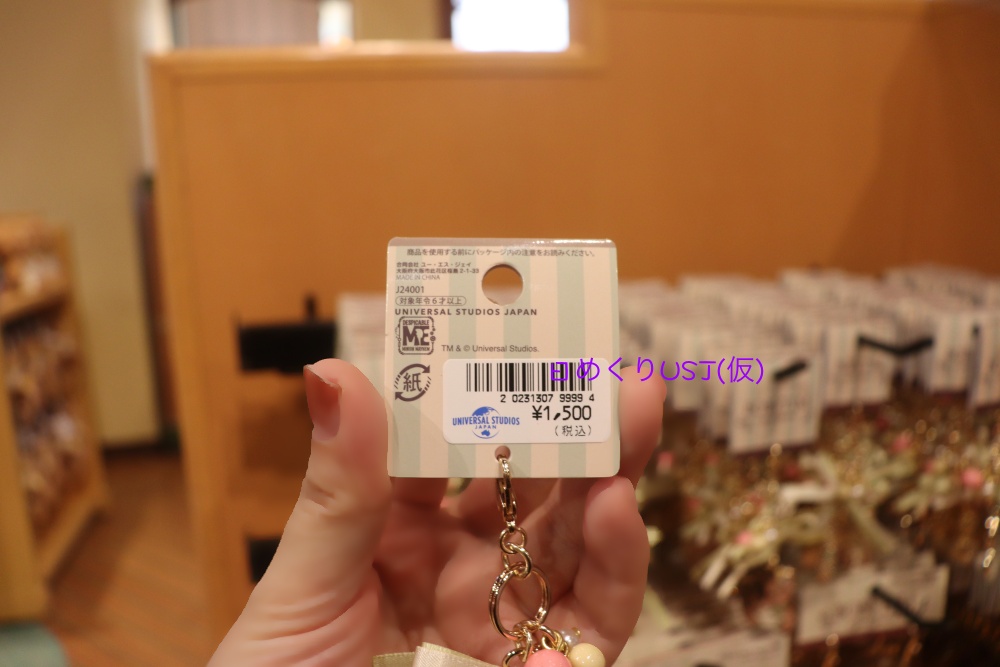 商品を使用する前にパッケージ内の注意をお読みください。
合同会社 ユー・エス・ジェイ
大阪府大阪市此花区桜島 2-1-33
MADE IN CHINA
J24001
対象年令6才以上
UNIVERSAL STUDIOS JAPAN
DESPICABLE
ME
MINION MAYHEM
TM & © Universal Studios.
紙
日めくりUSJ(仮)
2 0231307 9999 4
UNIVERSAL STUDIOS
JAPAN
¥1,500
(税込)